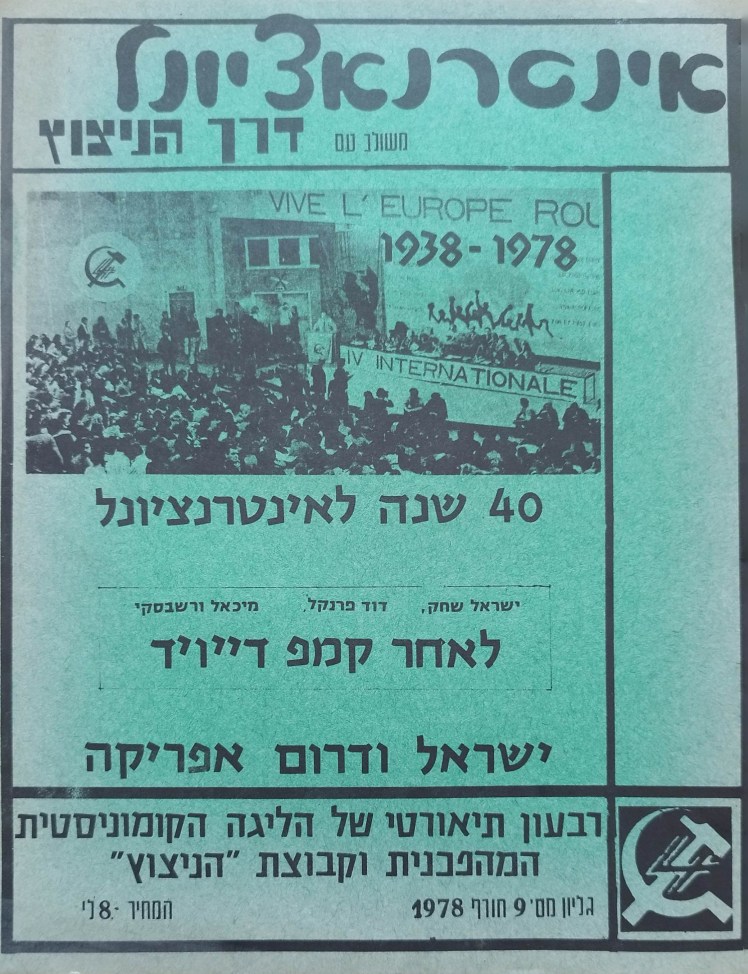 אינטרנאציונל
משולב עם דרך הניצוץ
VIVE L'EUROPE ROU
1938-1978
IV INTERNATIONALE
40 שנה לאינטרנציונל
ישראל שחק, דוד פרנקל, מיכאל ורשבסקי
לאחר קמפ דייויד
ישראל ודרום אפריקה
רבעון תיאורטי של הליגה הקומוניסטית
המהפכנית וקבוצת "הניצוץ"
גליון מס' 9 חורף 1978 המחיר -.8 לי